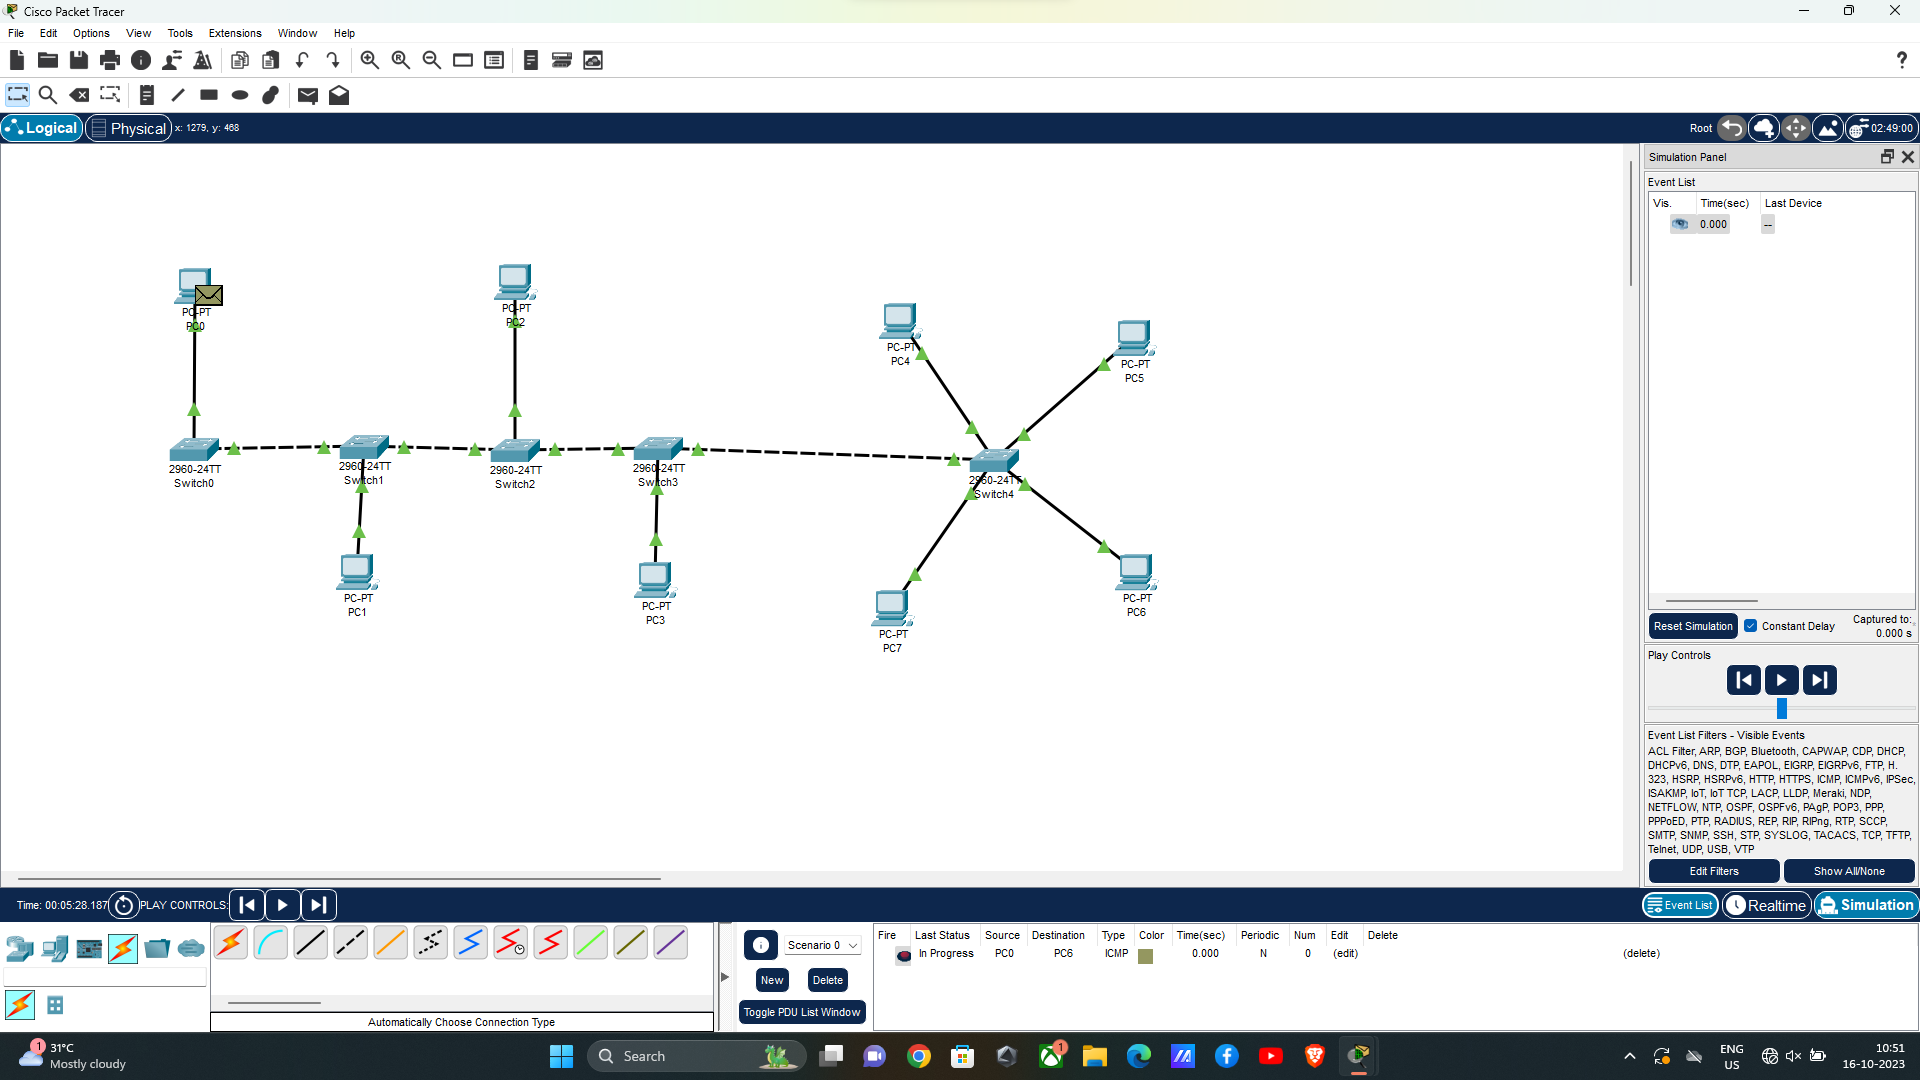 Cisco Packet Tracer
File Edit Options View Tools Extensions Window Help
Logical Physical x: 1279, y: 468 Root 02:49:00
Simulation Panel
Event List
Vis. Time(sec) Last Device
0.000 --
PC-PT
PC0
PC-PT
PC2
PC-PT
PC4
PC-PT
PC5
2960-24TT
Switch0
2960-24TT
Switch1
2960-24TT
Switch2
2960-24TT
Switch3
2960-24TT
Switch4
PC-PT
PC1
PC-PT
PC3
PC-PT
PC7
PC-PT
PC6
Reset Simulation Constant Delay Captured to:
0.000 s
Play Controls
Event List Filters - Visible Events
ACL Filter, ARP, BGP, Bluetooth, CAPWAP, CDP, DHCP,
DHCPv6, DNS, DTP, EAPOL, EIGRP, EIGRPv6, FTP, H.
323, HSRP, HSRPv6, HTTP, HTTPS, ICMP, ICMPv6, IPSec,
ISAKMP, IoT, IoT TCP, LACP, LLDP, Meraki, NDP,
NETFLOW, NTP, OSPF, OSPFv6, PAgP, POP3, PPP,
PPPoED, PTP, RADIUS, REP, RIP, RIPng, RTP, SCCP,
SMTP, SNMP, SSH, STP, SYSLOG, TACACS, TCP, TFTP,
Telnet, UDP, USB, VTP
Edit Filters Show All/None
Time: 00:05:28.187 PLAY CONTROLS: Event List Realtime Simulation
Scenario 0
New Delete
Toggle PDU List Window
Fire Last Status Source Destination Type Color Time(sec) Periodic Num Edit Delete
In Progress PC0 PC6 ICMP 0.000 N 0 (edit) (delete)
Automatically Choose Connection Type
1
31°C
Mostly cloudy
Search
1
ENG
US
10:51
16-10-2023